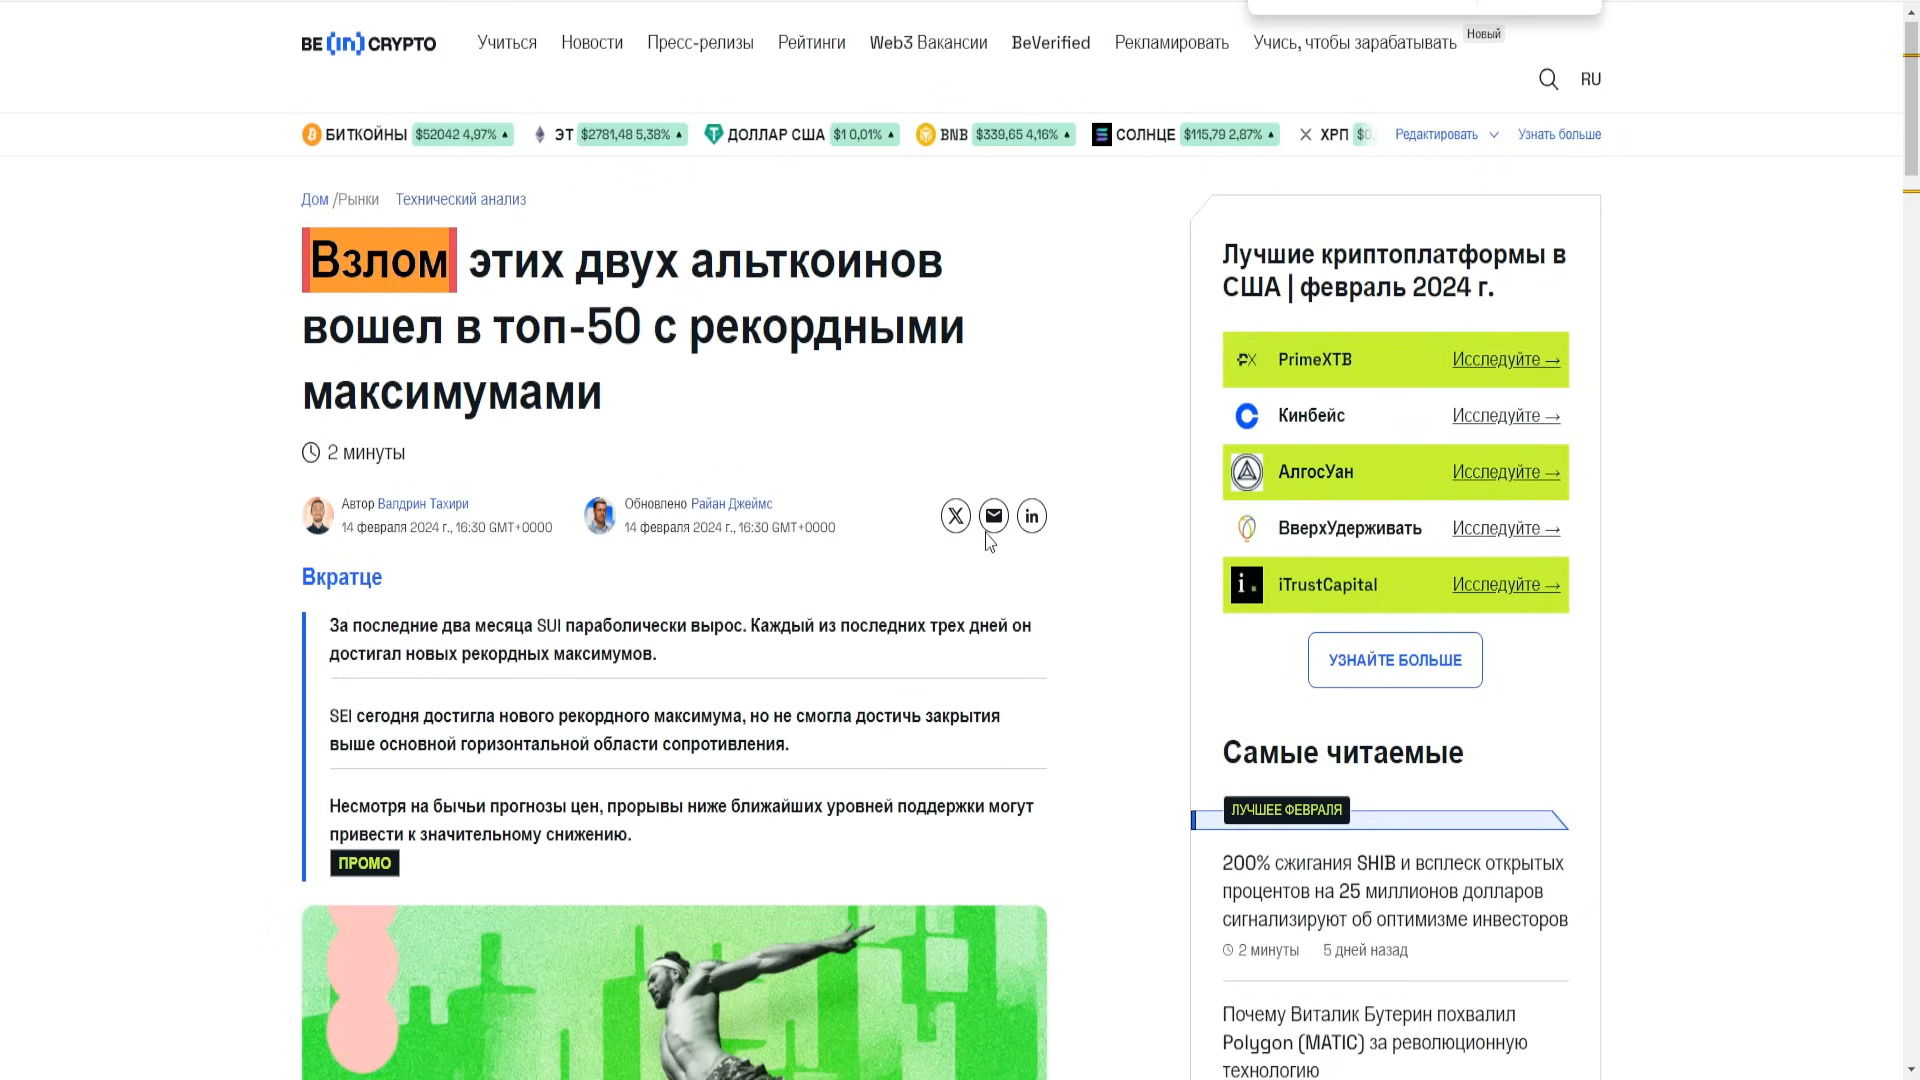 BE [in] CRYPTO
Учиться
Новости
Пресс-релизы
Рейтинги
Web3 Вакансии
BeVerified
Рекламировать
Учись, чтобы зарабатывать
Новый
RU
БИТКОЙНЫ $52042 4,97% ▲
ЭТ $2781,48 5,38% ▲
ДОЛЛАР США $1 0,01% ▲
BNB $339,65 4,16% ▲
СОЛНЦЕ $115,79 2,87% ▲
ХРП $0,
Редактировать
Узнать больше
Дом /Рынки Технический анализ
Взлом этих двух альткоинов
вошел в топ-50 с рекордными
максимумами
2 минуты
Автор Валдрин Тахири
14 февраля 2024 г., 16:30 GMT+0000
Обновлено Райан Джеймс
14 февраля 2024 г., 16:30 GMT+0000
Вкратце
За последние два месяца SUI параболически вырос. Каждый из последних трех дней он
достигал новых рекордных максимумов.
SEI сегодня достигла нового рекордного максимума, но не смогла достичь закрытия
выше основной горизонтальной области сопротивления.
Несмотря на бычьи прогнозы цен, прорывы ниже ближайших уровней поддержки могут
привести к значительному снижению.
ПРОМО
Лучшие криптоплатформы в
США | февраль 2024 г.
PrimeXTB Исследуйте →
Кинбейс Исследуйте →
АлгосУан Исследуйте →
ВверхУдерживать Исследуйте →
iTrustCapital Исследуйте →
УЗНАЙТЕ БОЛЬШЕ
Самые читаемые
ЛУЧШЕЕ ФЕВРАЛЯ
200% сжигания SHIB и всплеск открытых
процентов на 25 миллионов долларов
сигнализируют об оптимизме инвесторов
2 минуты 5 дней назад
Почему Виталик Бутерин похвалил
Polygon (MATIC) за революционную
технологию